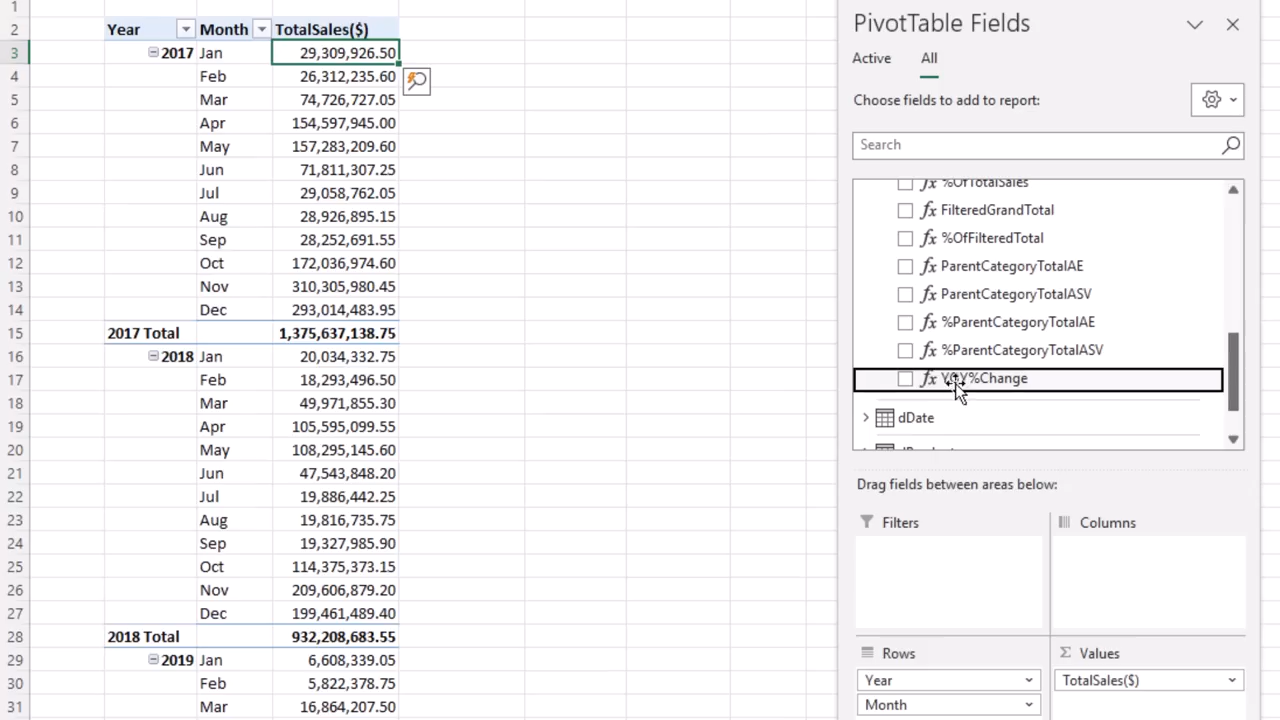 1
2 Year Month TotalSales($)
3 2017 Jan 29,309,926.50
4 Feb 26,312,235.60
5 Mar 74,726,727.05
6 Apr 154,597,945.00
7 May 157,283,209.60
8 Jun 71,811,307.25
9 Jul 29,058,762.05
10 Aug 28,926,895.15
11 Sep 28,252,691.55
12 Oct 172,036,974.60
13 Nov 310,305,980.45
14 Dec 293,014,483.95
15 2017 Total 1,375,637,138.75
16 2018 Jan 20,034,332.75
17 Feb 18,293,496.50
18 Mar 49,971,855.30
19 Apr 105,595,099.55
20 May 108,295,145.60
21 Jun 47,543,848.20
22 Jul 19,886,442.25
23 Aug 19,816,735.75
24 Sep 19,327,985.90
25 Oct 114,375,373.15
26 Nov 209,606,879.20
27 Dec 199,461,489.40
28 2018 Total 932,208,683.55
29 2019 Jan 6,608,339.05
30 Feb 5,822,378.75
31 Mar 16,864,207.50
PivotTable Fields
Active All
Choose fields to add to report:
Search
fx %OfTotalSales
fx FilteredGrandTotal
fx %OfFilteredTotal
fx ParentCategoryTotalAE
fx ParentCategoryTotalASV
fx %ParentCategoryTotalAE
fx %ParentCategoryTotalASV
fx YOY%Change
dDate
Drag fields between areas below:
Filters Columns
Rows Σ Values
Year TotalSales($)
Month